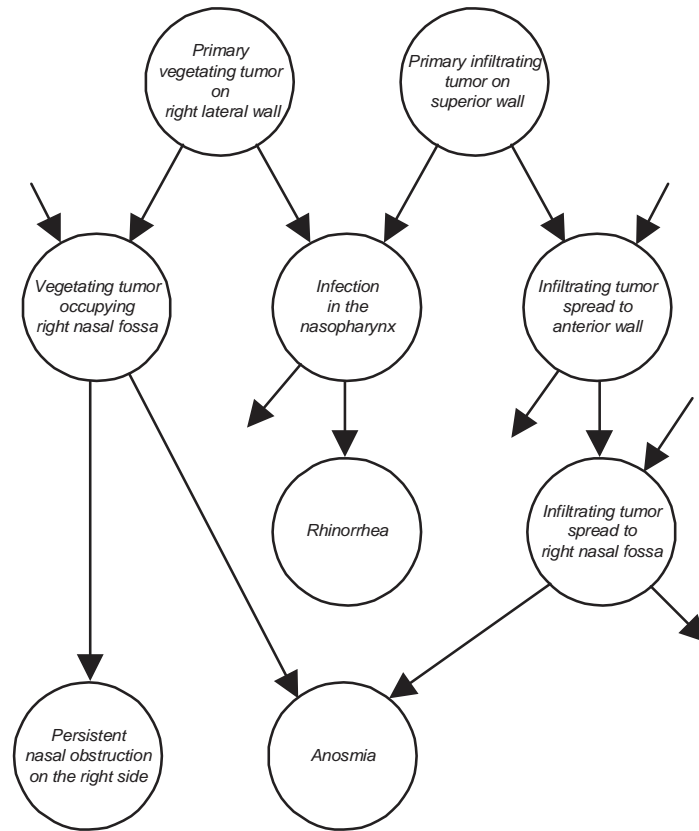 Primary
vegetating tumor
on
right lateral wall
Primary infiltrating
tumor on
superior wall
Vegetating tumor
occupying
right nasal fossa
Infection
in the
nasopharynx
Infiltrating tumor
spread to
anterior wall
Rhinorrhea
Infiltrating tumor
spread to
right nasal fossa
Persistent
nasal obstruction
on the right side
Anosmia